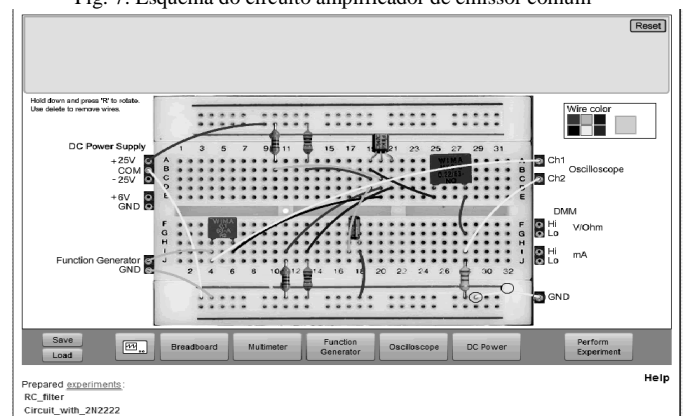 Fig. 7. Esquema do circuito amplificador de emissor comum
Reset
Hold down and press 'R' to rotate.
Use delete to remove wires.
Wire color
DC Power Supply
+25V
COM
-25V
+6V
GND
Function Generator
GND
3 5 7 9 11 15 17 19 21 23 25 27 29 31
A
B
C
D
E
F
G
H
I
J
2 4 6 8 10 12 14 16 18 20 22 24 26 28 30 32
WIMA
WIMA
Ch1
Ch2
Oscilloscope
A
B
C
D
E
F
G
H
I
J
DMM
Hi
Lo
V/Ohm
Hi
Lo
mA
GND
Save
Load
Breadboard
Multimeter
Function
Generator
Oscilloscope
DC Power
Perform
Experiment
Help
Prepared experiments:
RC_filter
Circuit_with_2N2222